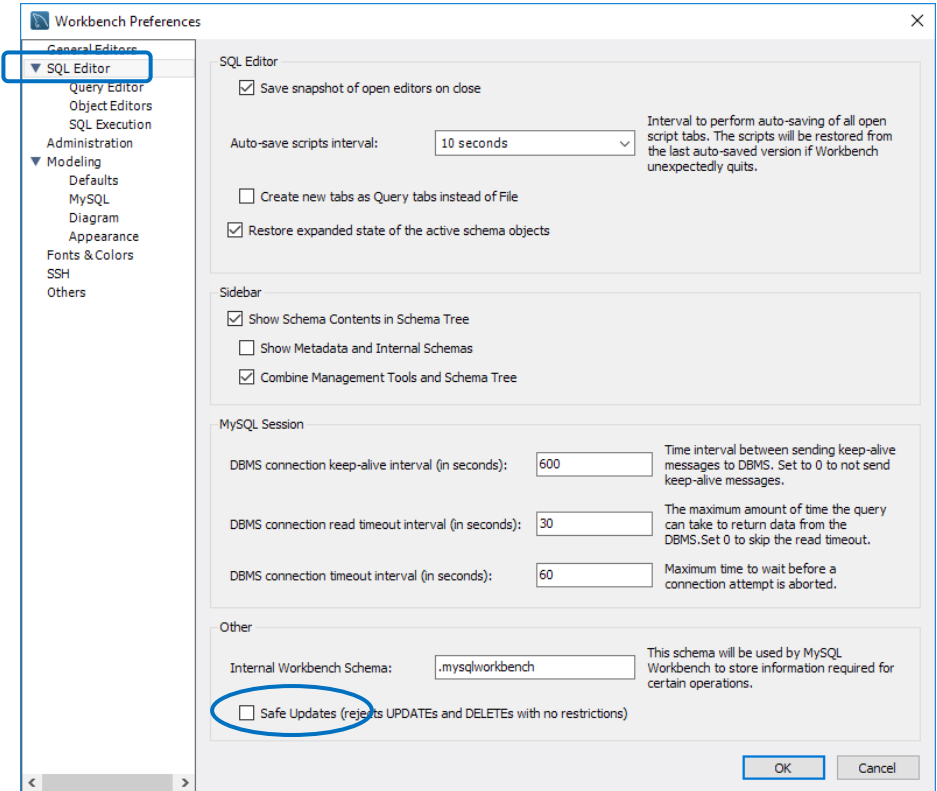 Workbench Preferences
General Editors
SQL Editor
Query Editor
Object Editors
SQL Execution
Administration
Modeling
Defaults
MySQL
Diagram
Appearance
Fonts & Colors
SSH
Others
SQL Editor
Save snapshot of open editors on close
Auto-save scripts interval:
10 seconds
Interval to perform auto-saving of all open
script tabs. The scripts will be restored from
the last auto-saved version if Workbench
unexpectedly quits.
Create new tabs as Query tabs instead of File
Restore expanded state of the active schema objects
Sidebar
Show Schema Contents in Schema Tree
Show Metadata and Internal Schemas
Combine Management Tools and Schema Tree
MySQL Session
DBMS connection keep-alive interval (in seconds):
600
Time interval between sending keep-alive
messages to DBMS. Set to 0 to not send
keep-alive messages.
DBMS connection read timeout interval (in seconds):
30
The maximum amount of time the query
can take to return data from the
DBMS.Set 0 to skip the read timeout.
DBMS connection timeout interval (in seconds):
60
Maximum time to wait before a
connection attempt is aborted.
Other
Internal Workbench Schema:
.mysqlworkbench
This schema will be used by MySQL
Workbench to store information required for
certain operations.
Safe Updates (rejects UPDATEs and DELETEs with no restrictions)
OK
Cancel